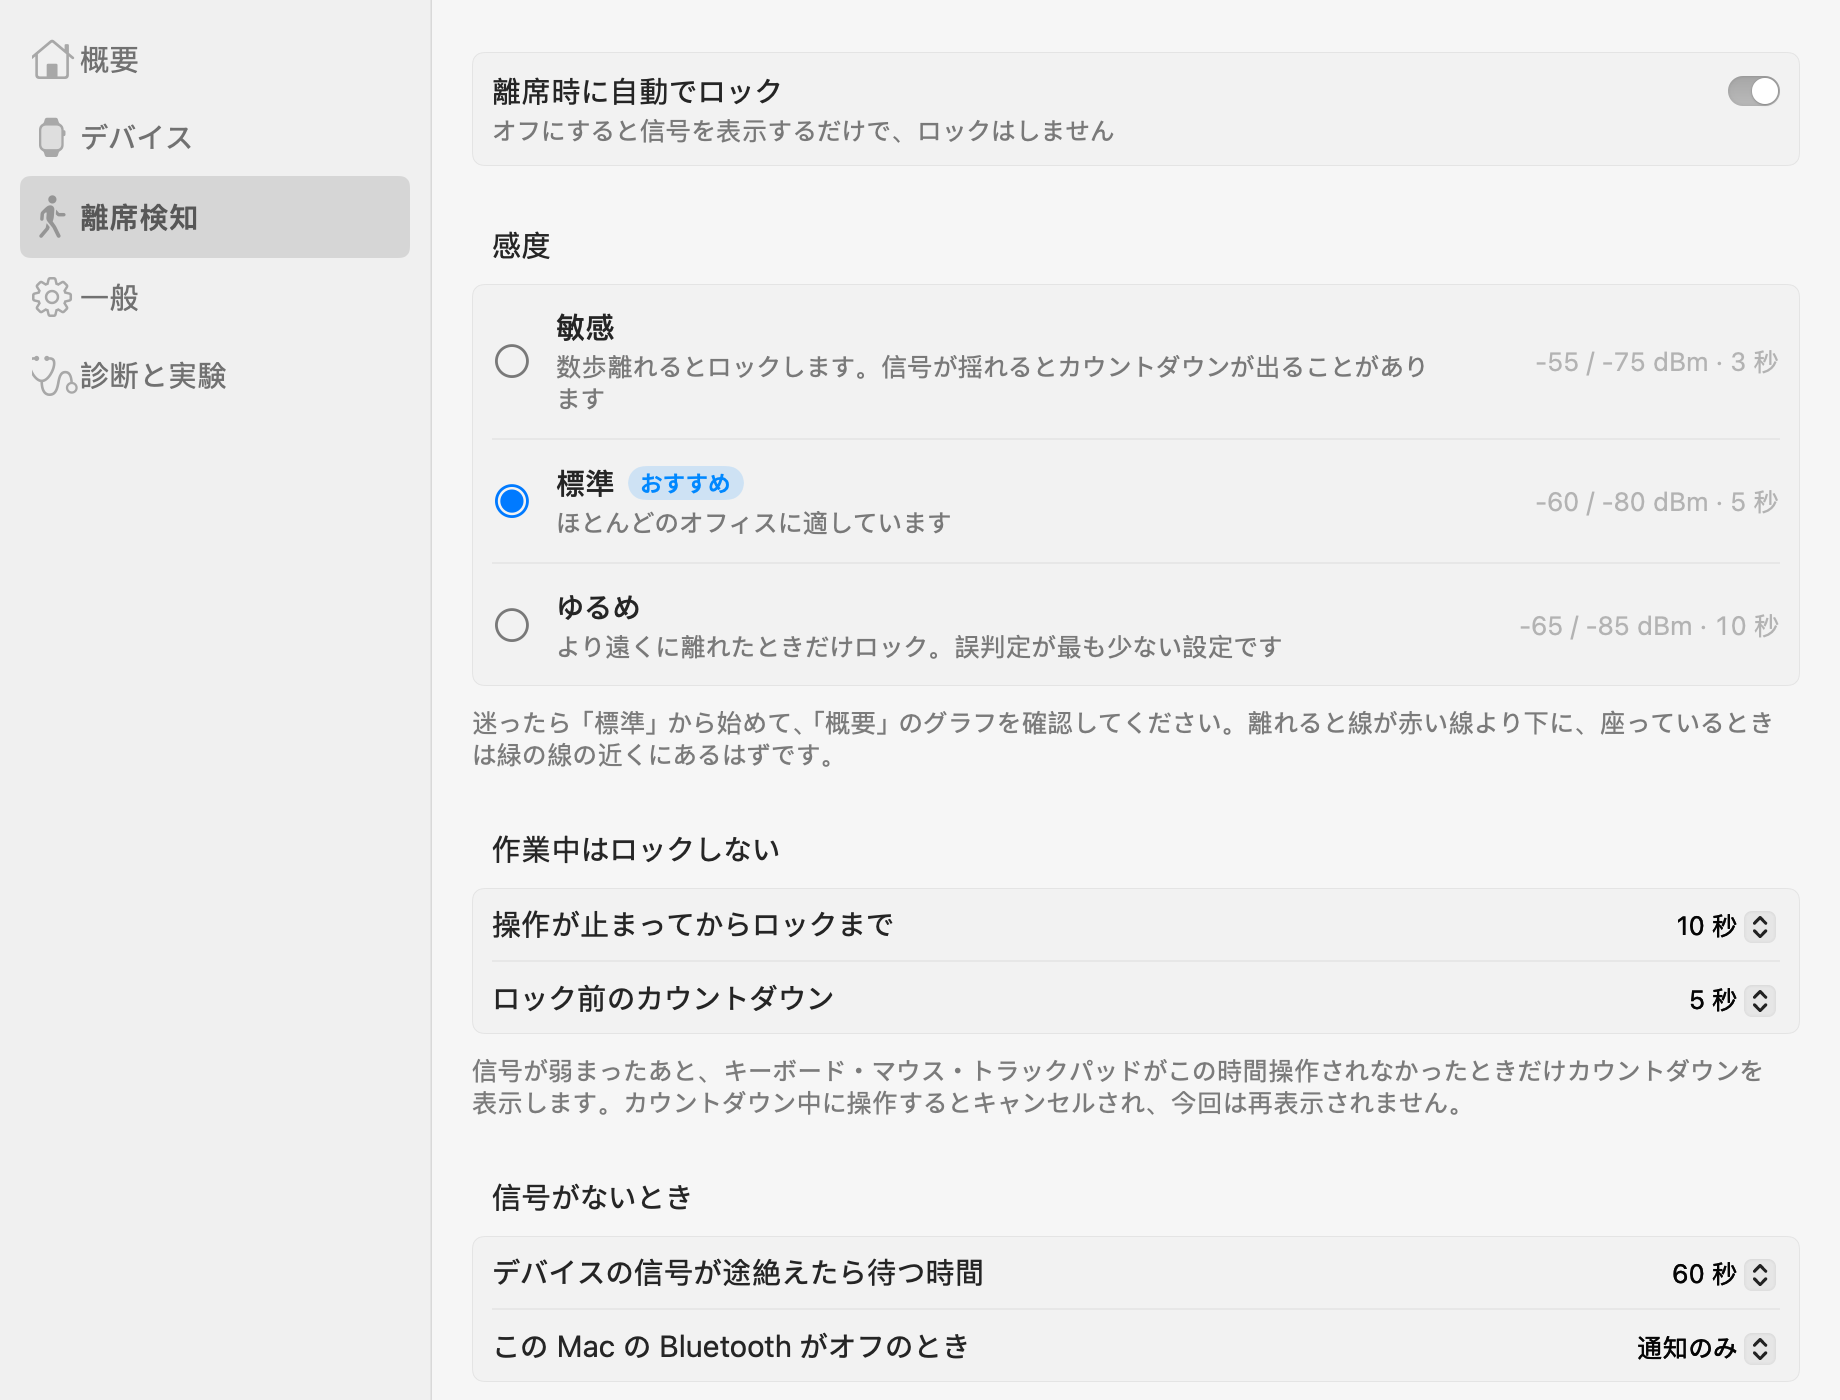 概要
デバイス
離席検知
一般
診断と実験
離席時に自動でロック
オフにすると信号を表示するだけで、ロックはしません
感度
敏感
数歩離れるとロックします。信号が揺れるとカウントダウンが出ることがあり
ます
-55 / -75 dBm · 3 秒
標準 おすすめ
ほとんどのオフィスに適しています
-60 / -80 dBm · 5 秒
ゆるめ
より遠くに離れたときだけロック。誤判定が最も少ない設定です
-65 / -85 dBm · 10 秒
迷ったら「標準」から始めて、「概要」のグラフを確認してください。離れると線が赤い線より下に、座っているとき
は緑の線の近くにあるはずです。
作業中はロックしない
操作が止まってからロックまで 10 秒
ロック前のカウントダウン 5 秒
信号が弱まったあと、キーボード・マウス・トラックパッドがこの時間操作されなかったときだけカウントダウンを
表示します。カウントダウン中に操作するとキャンセルされ、今回は再表示されません。
信号がないとき
デバイスの信号が途絶えたら待つ時間 60 秒
この Mac の Bluetooth がオフのとき 通知のみ